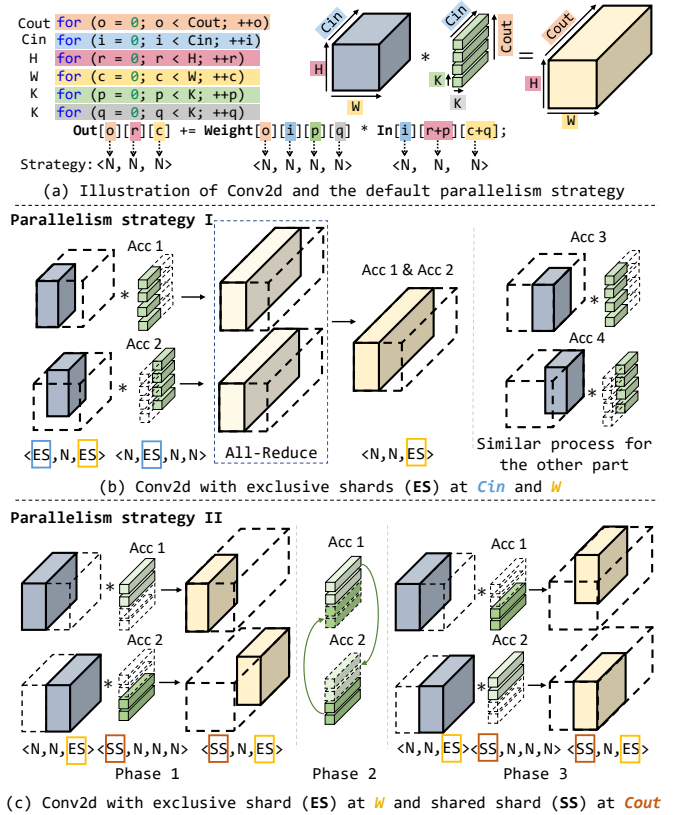 Cout for (o = 0; o < Cout; ++o)
Cin for (i = 0; i < Cin; ++i)
H for (r = 0; r < H; ++r)
W for (c = 0; c < W; ++c)
K for (p = 0; p < K; ++p)
K for (q = 0; q < K; ++q)
Cin
H
W
*
Cin
K
K
Cout
=
Cout
H
W
Out[o][r][c] += Weight[o][i][p][q] * In[i][r+p][c+q];
Strategy:<N, N, N> <N, N, N, N> <N, N, N>
(a) Illustration of Conv2d and the default parallelism strategy
Parallelism strategy I
Acc 1
*
Acc 2
*
<ES,N,ES> <N,ES,N,N>
All-Reduce
Acc 1 & Acc 2
<N,N,ES>
Acc 3
*
Acc 4
*
Similar process for
the other part
(b) Conv2d with exclusive shards (ES) at Cin and W
Parallelism strategy II
Acc 1
*
Acc 2
*
<N,N,ES><SS,N,N,N> <SS,N,ES>
Phase 1
Acc 1
Acc 2
Phase 2
Acc 1
*
Acc 2
*
<N,N,ES><SS,N,N,N> <SS,N,ES>
Phase 3
(c) Conv2d with exclusive shard (ES) at W and shared shard (SS) at Cout